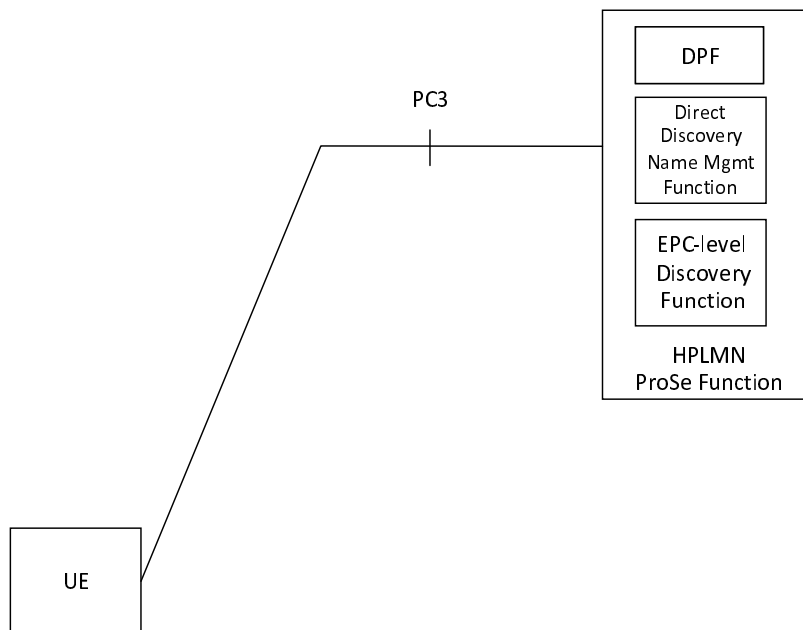 DPF
PC3
Direct
Discovery
Name Mgmt
Function
EPC-level
Discovery
Function
HPLMN
ProSe Function
UE